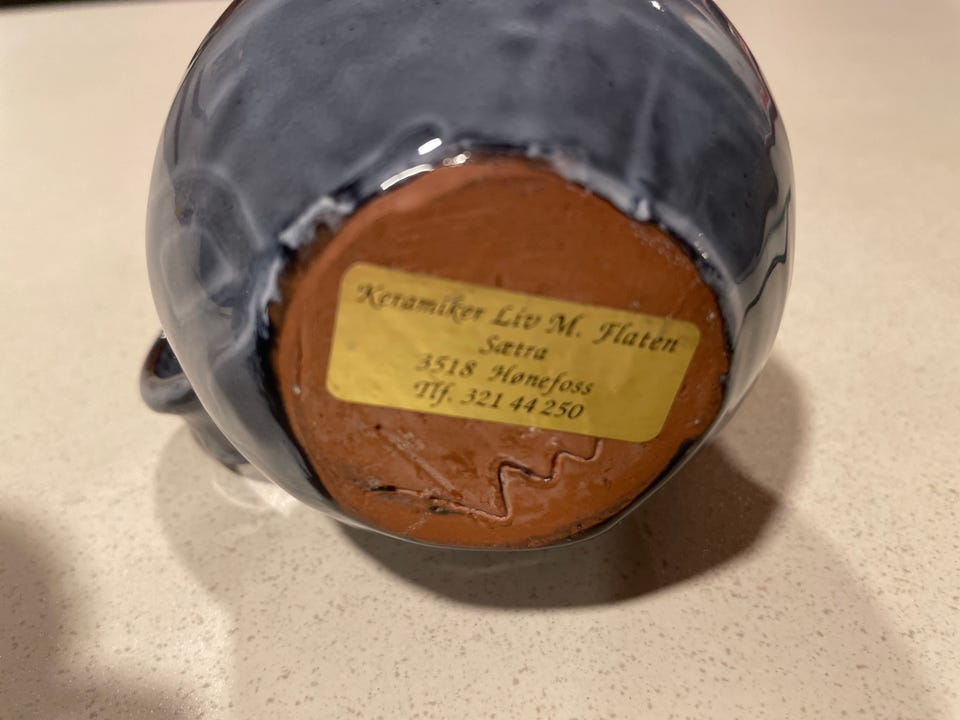 Keramiker Liv M. Flaten
Sætra
3518 Hønefoss
Tlf. 321 44 250